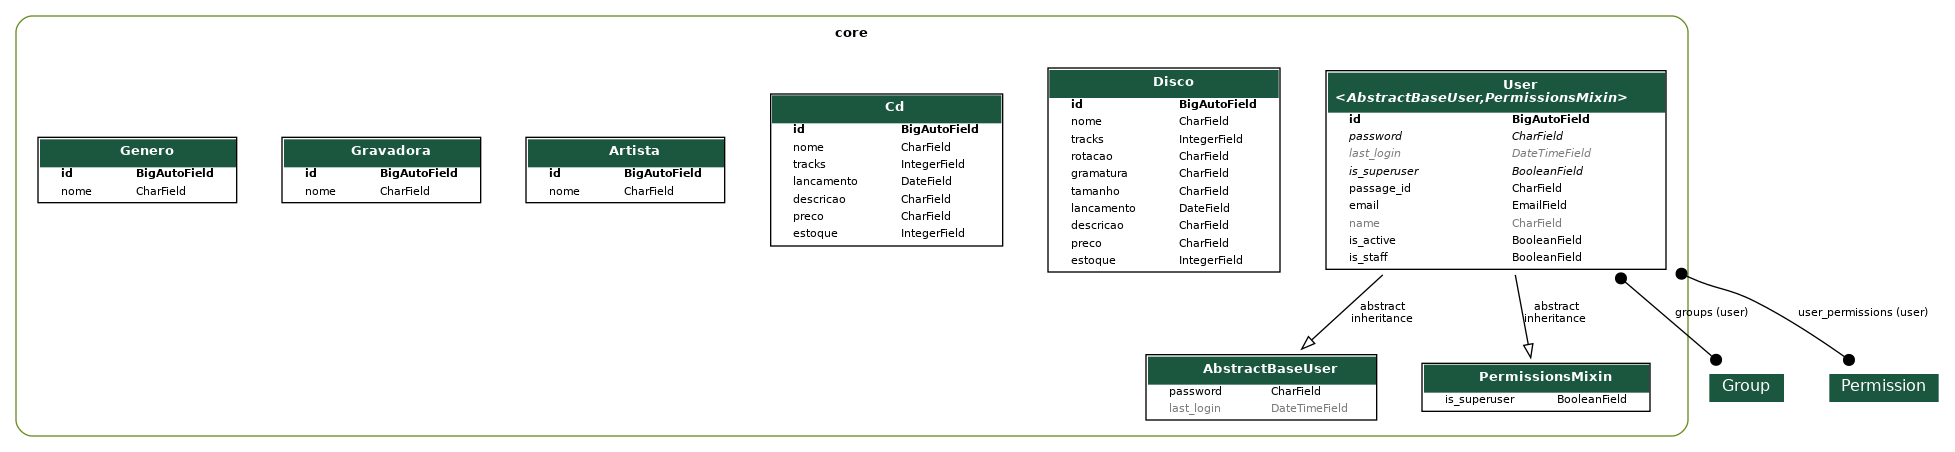 core
Genero
id BigAutoField
nome CharField
Gravadora
id BigAutoField
nome CharField
Artista
id BigAutoField
nome CharField
Cd
id BigAutoField
nome CharField
tracks IntegerField
lancamento DateField
descricao CharField
preco CharField
estoque IntegerField
Disco
id BigAutoField
nome CharField
tracks IntegerField
rotacao CharField
gramatura CharField
tamanho CharField
lancamento DateField
descricao CharField
preco CharField
estoque IntegerField
User
<AbstractBaseUser,PermissionsMixin>
id BigAutoField
password CharField
last_login DateTimeField
is_superuser BooleanField
passage_id CharField
email EmailField
name CharField
is_active BooleanField
is_staff BooleanField
abstract
inheritance
abstract
inheritance
groups (user)
user_permissions (user)
AbstractBaseUser
password CharField
last_login DateTimeField
PermissionsMixin
is_superuser BooleanField
Group
Permission